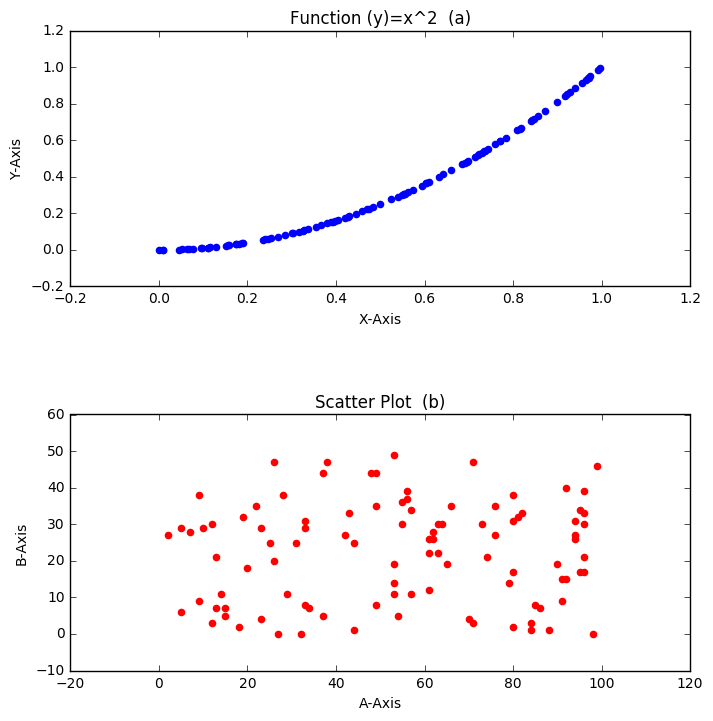 Function (y)=x^2  (a)
1.2
1.0
0.8
0.6
0.4
0.2
0.0
−0.2
Y-Axis
−0.2 0.0 0.2 0.4 0.6 0.8 1.0 1.2
X-Axis
Scatter Plot  (b)
60
50
40
30
20
10
0
−10
B-Axis
−20 0 20 40 60 80 100 120
A-Axis